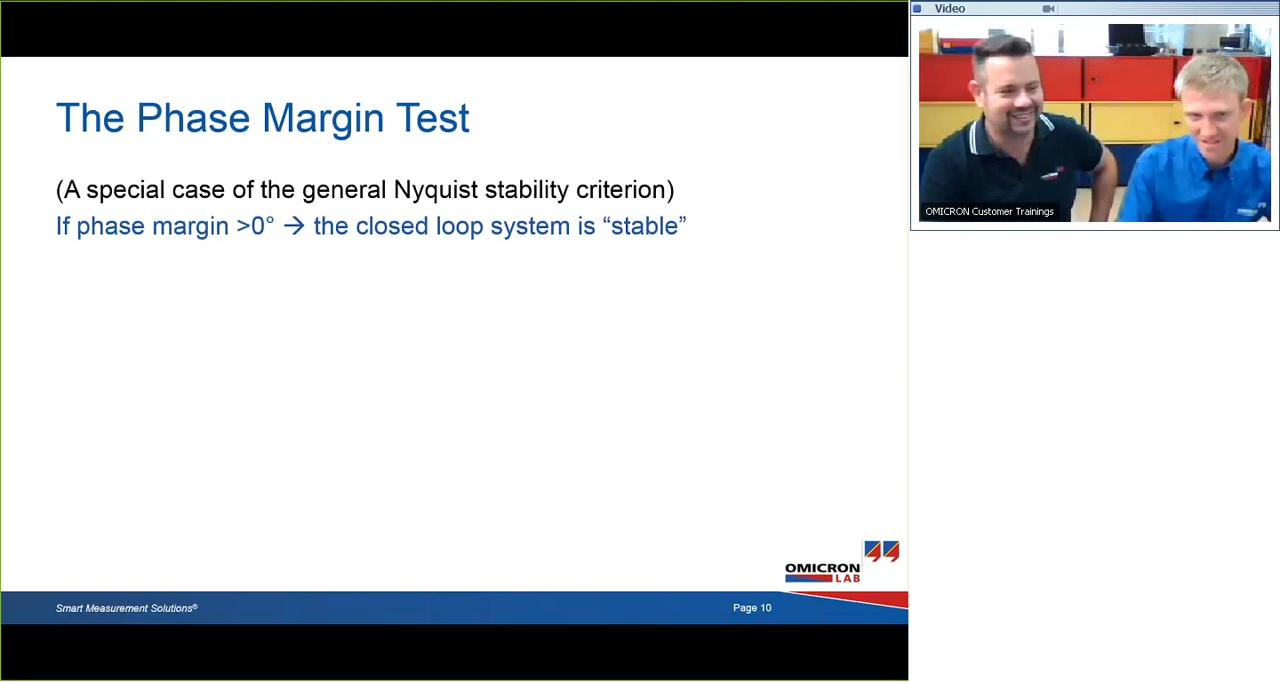 The Phase Margin Test
(A special case of the general Nyquist stability criterion)
If phase margin >0° → the closed loop system is “stable”
OMICRON
LAB
Smart Measurement Solutions®
Page 10
Video
OMICRON Customer Trainings